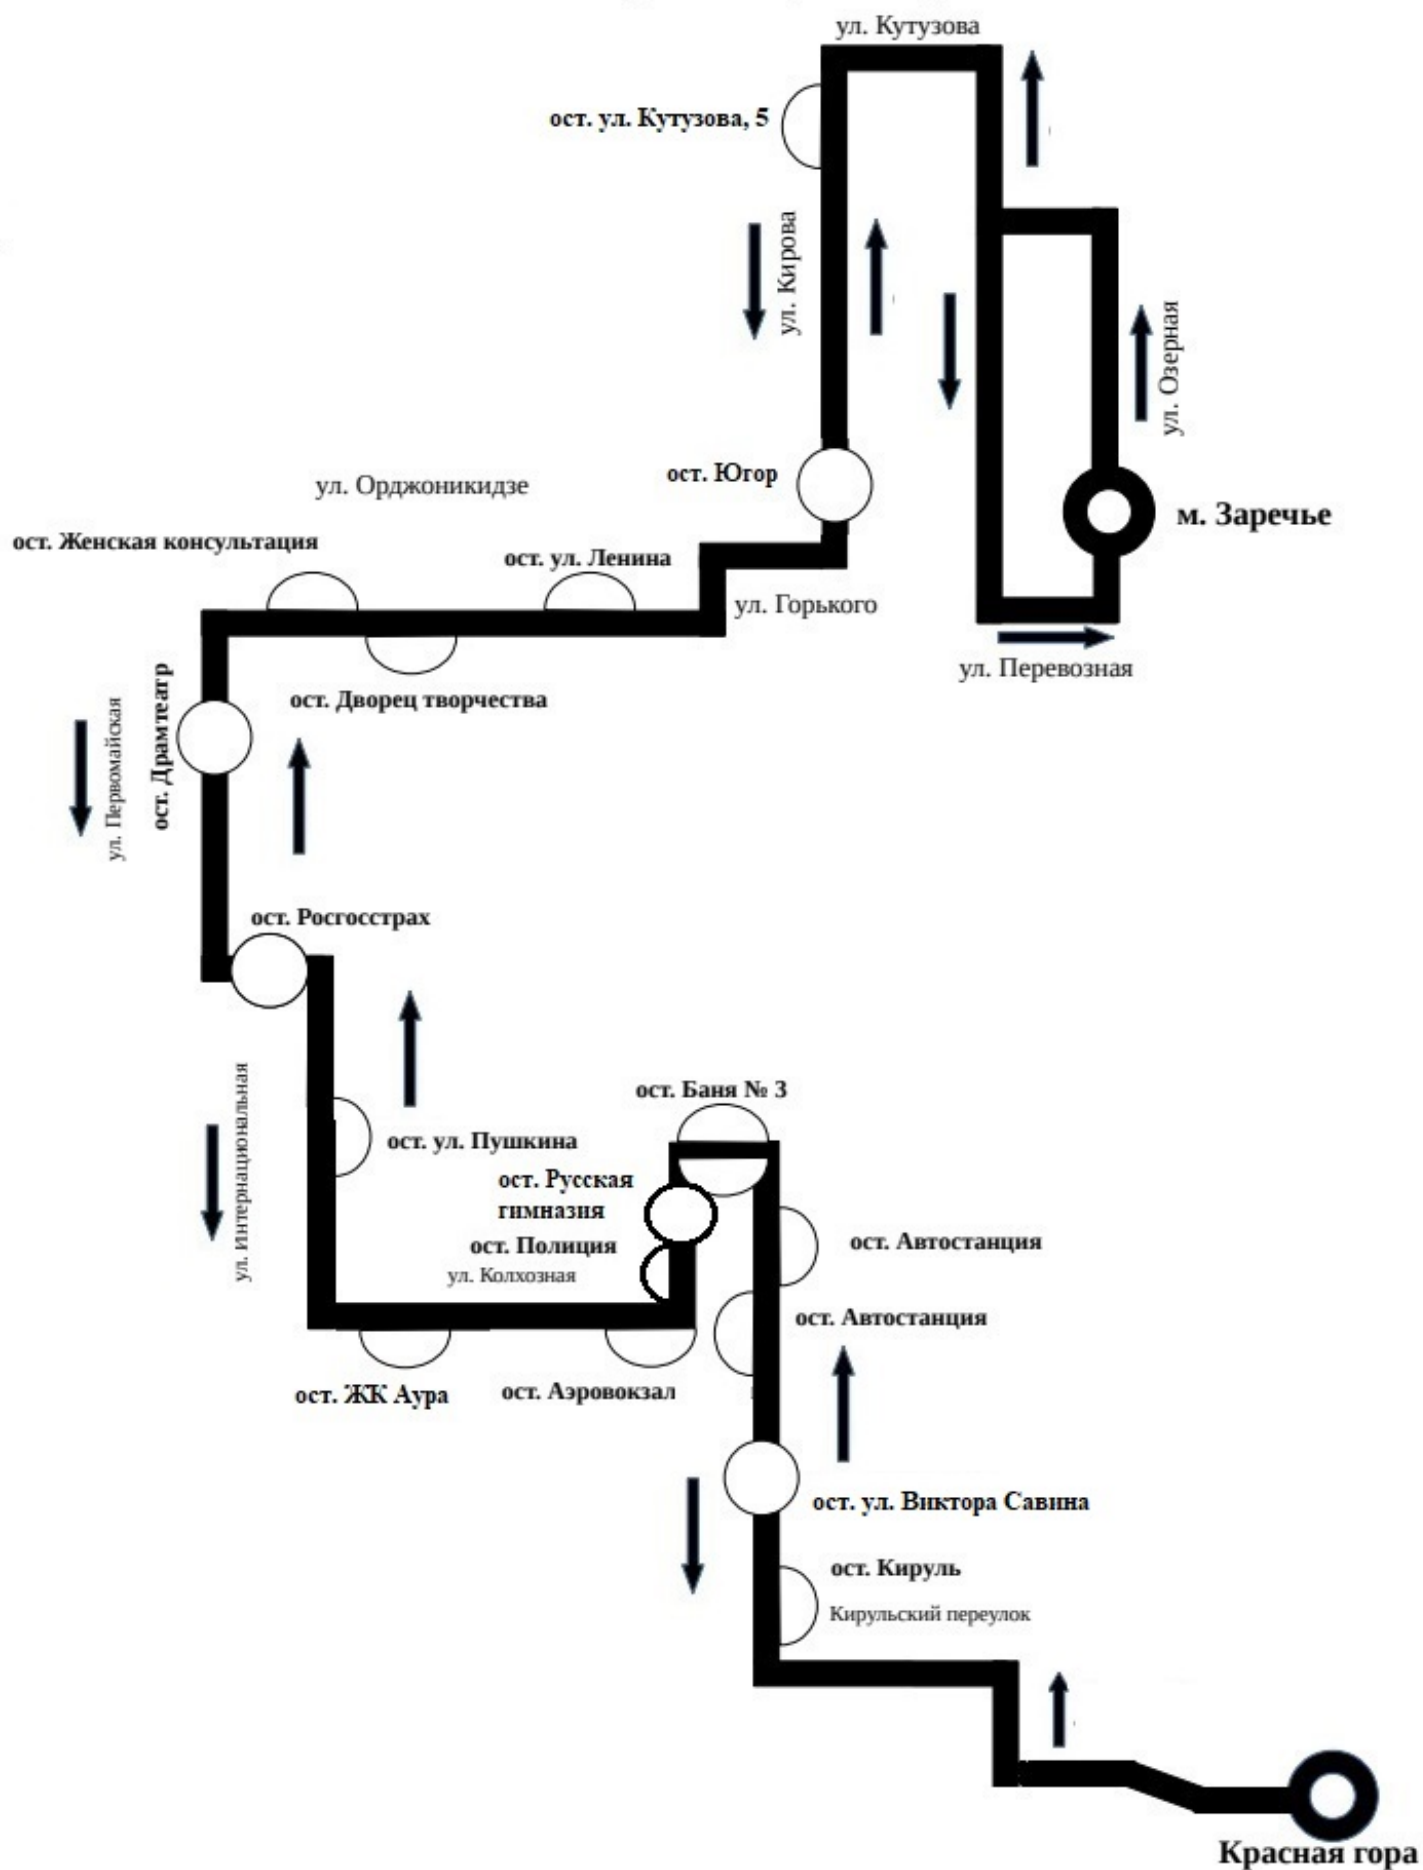 ул. Кутузова
ост. ул. Кутузова, 5
ул. Кирова
ул. Озерная
ост. Югор
ул. Орджоникидзе
м. Заречье
ост. Женская консультация
ост. ул. Ленина
ул. Горького
ул. Перевозная
ост. Дворец творчества
ост. Драмтеатр
ул. Первомайская
ост. Росгосстрах
ул. Интернациональная
ост. Баня № 3
ост. ул. Пушкина
ост. Русская
гимназия
ост. Полиция
ул. Колхозная
ост. Автостанция
ост. Автостанция
ост. ЖК Аура
ост. Аэровокзал
ост. ул. Виктора Савина
ост. Кируль
Кирульский переулок
Красная гора